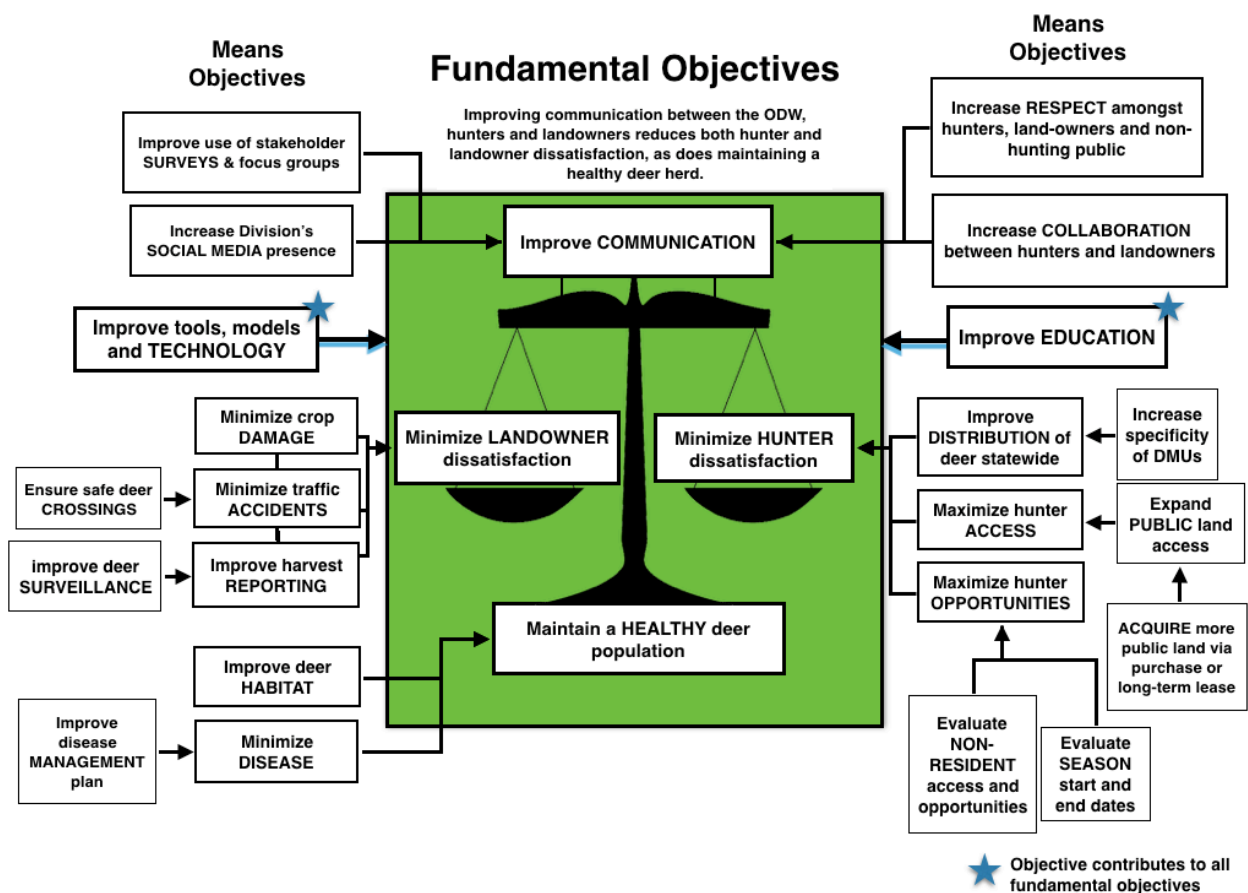 Means
Objectives
Fundamental Objectives
Means
Objectives
Improving communication between the ODW,
hunters and landowners reduces both hunter and
landowner dissatisfaction, as does maintaining a
healthy deer herd.
Improve use of stakeholder
SURVEYS & focus groups
Increase Division's
SOCIAL MEDIA presence
Improve COMMUNICATION
Increase RESPECT amongst
hunters, land-owners and non-
hunting public
Increase COLLABORATION
between hunters and landowners
Improve tools, models
and TECHNOLOGY
Improve EDUCATION
Minimize crop
DAMAGE
Ensure safe deer
CROSSINGS
Minimize traffic
ACCIDENTS
improve deer
SURVEILLANCE
Improve harvest
REPORTING
Minimize LANDOWNER
dissatisfaction
Minimize HUNTER
dissatisfaction
Improve
DISTRIBUTION of
deer statewide
Increase
specificity
of DMUs
Maximize hunter
ACCESS
Expand
PUBLIC land
access
Maximize hunter
OPPORTUNITIES
ACQUIRE more
public land via
purchase or
long-term lease
Maintain a HEALTHY deer
population
Improve deer
HABITAT
Improve
disease
MANAGEMENT
plan
Minimize
DISEASE
Evaluate
NON-
RESIDENT
access and
opportunities
Evaluate
SEASON
start and
end dates
Objective contributes to all
fundamental objectives